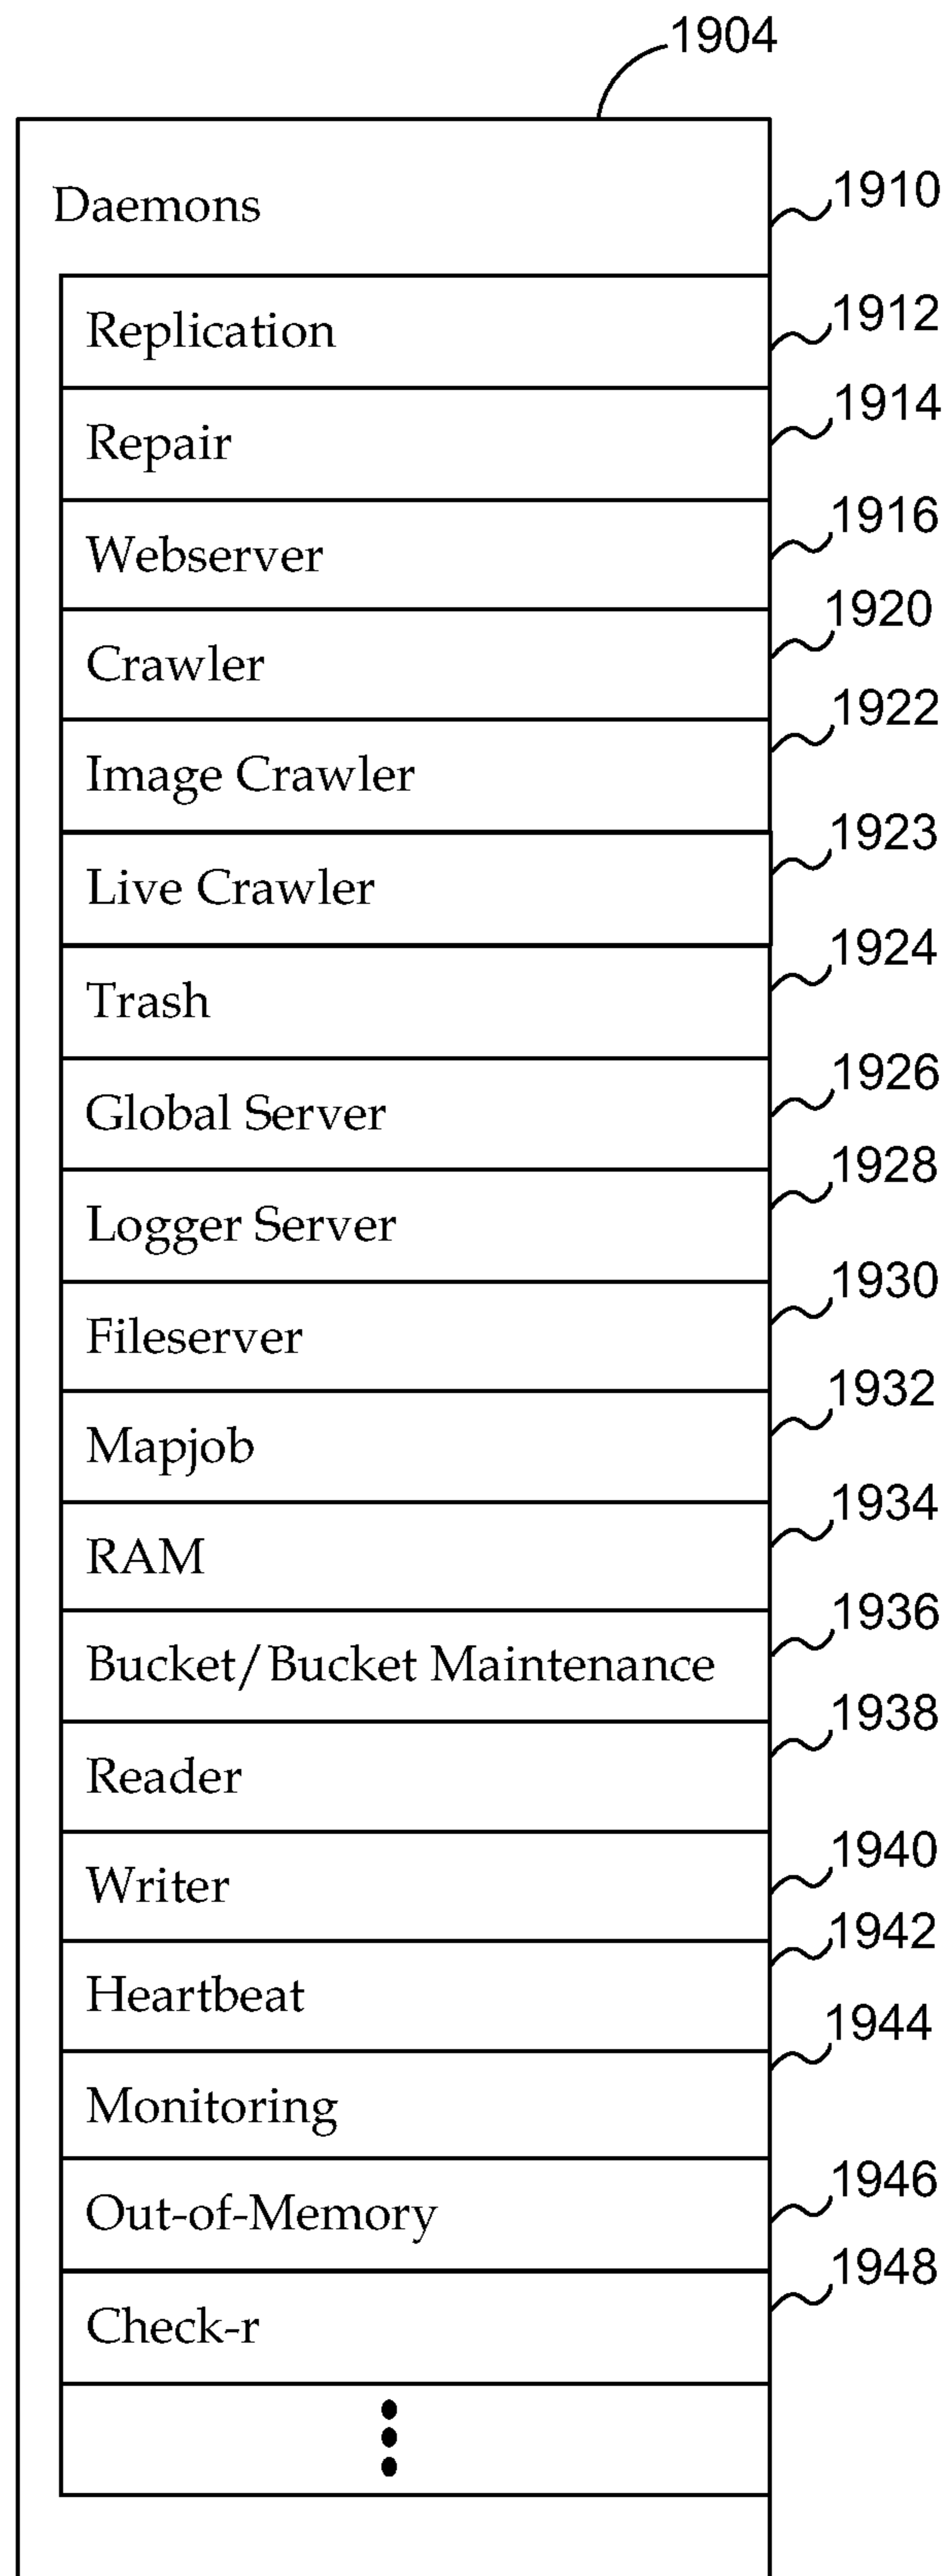 1904
Daemons 1910
Replication 1912
Repair 1914
Webserver 1916
Crawler 1920
Image Crawler 1922
Live Crawler 1923
Trash 1924
Global Server 1926
Logger Server 1928
Fileserver 1930
Mapjob 1932
RAM 1934
Bucket/Bucket Maintenance 1936
Reader 1938
Writer 1940
Heartbeat 1942
Monitoring 1944
Out-of-Memory 1946
Check-r 1948